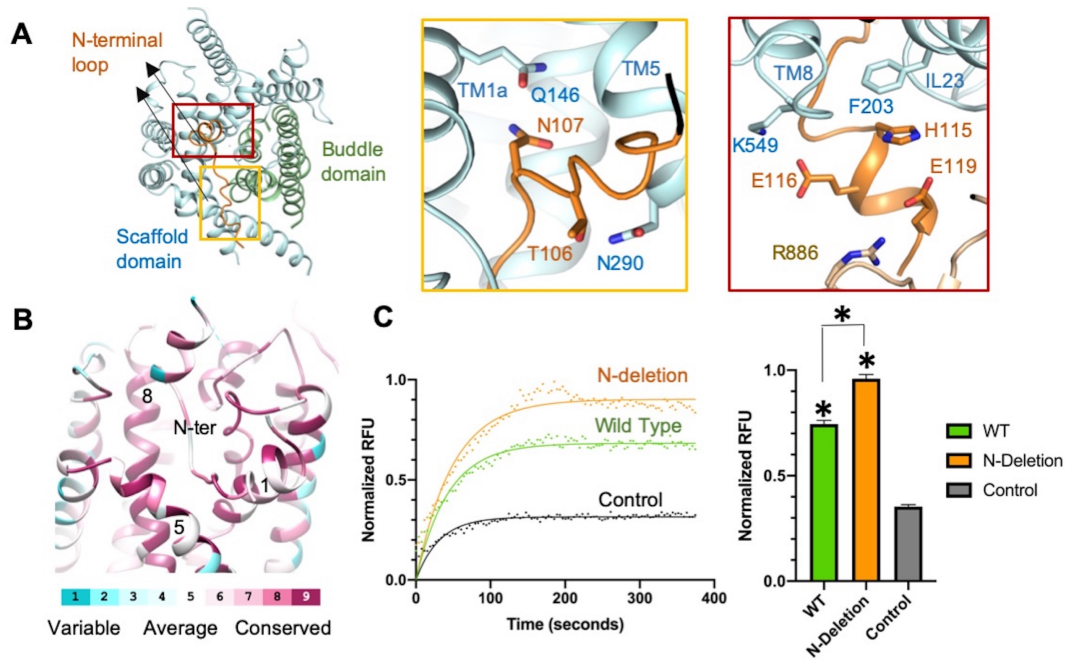 A
N-terminal
loop
Buddle
domain
Scaffold
domain
TM1a
Q146
TM5
N107
T106
N290
TM8
IL23
F203
K549
H115
E116
E119
R886
B
8
N-ter
1
5
1 2 3 4 5 6 7 8 9
Variable Average Conserved
C
Normalized RFU
1.0
0.5
0.0
N-deletion
Wild Type
Control
0 100 200 300 400
Time (seconds)
Normalized RFU
1.0
0.5
0.0
*
*
*
WT
N-Deletion
Control
WT
N-Deletion
Control